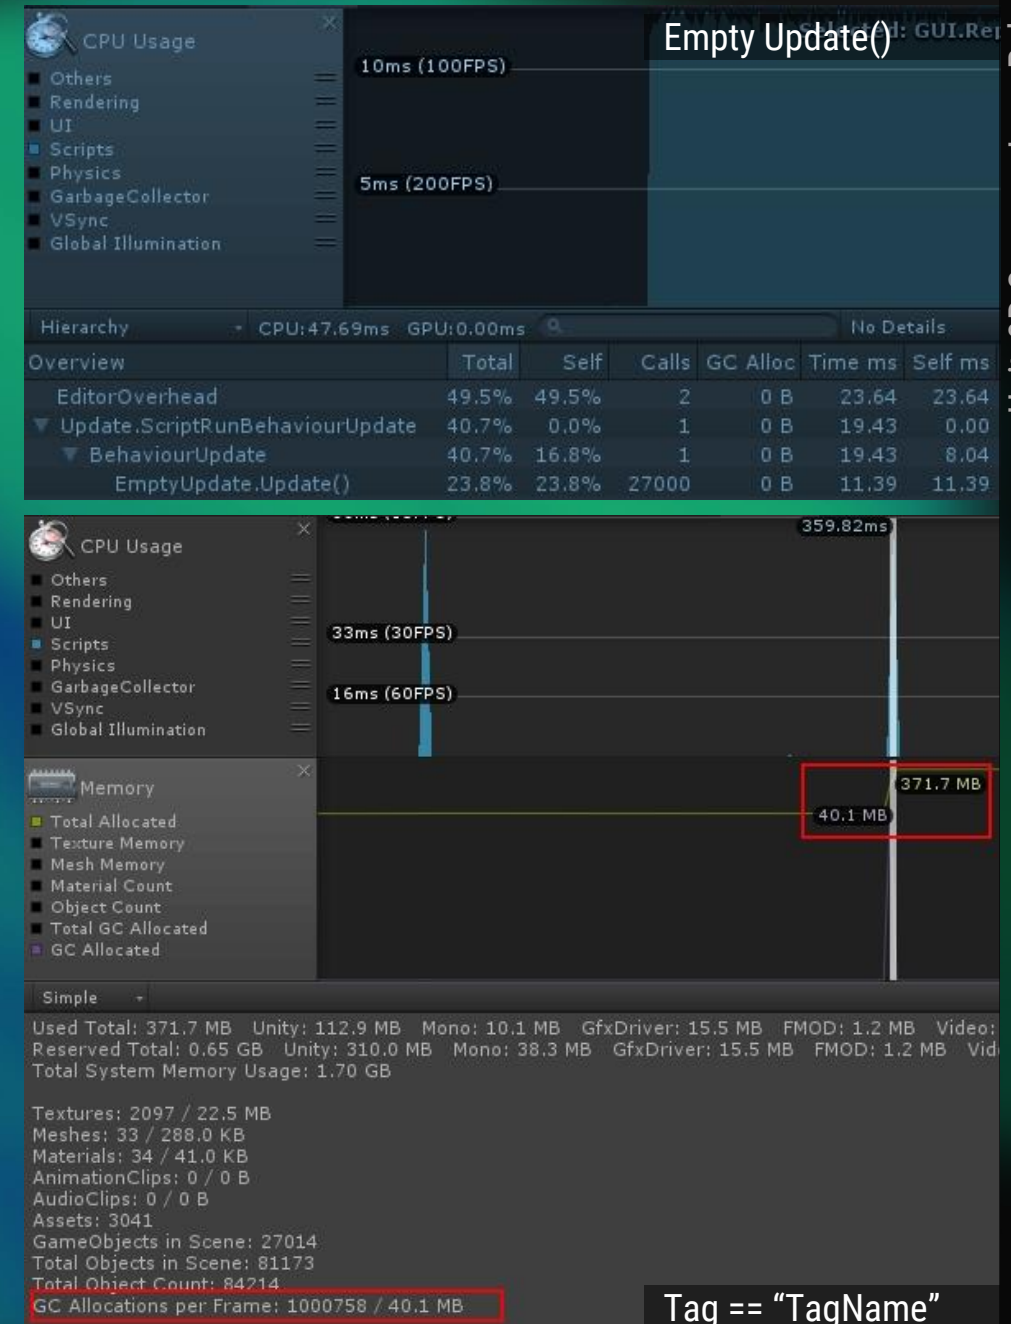 CPU Usage
Others
Rendering
UI
Scripts
Physics
GarbageCollector
VSync
Global Illumination
10ms (100FPS)
5ms (200FPS)
Empty Update()
: GUI.Rep
Hierarchy CPU:47.69ms GPU:0.00ms No Details
Overview Total Self Calls GC Alloc Time ms Self ms
EditorOverhead 49.5% 49.5% 2 0 B 23.64 23.64
Update.ScriptRunBehaviourUpdate 40.7% 0.0% 1 0 B 19.43 0.00
BehaviourUpdate 40.7% 16.8% 1 0 B 19.43 8.04
EmptyUpdate.Update() 23.8% 23.8% 27000 0 B 11.39 11.39
CPU Usage
Others
Rendering
UI
Scripts
Physics
GarbageCollector
VSync
Global Illumination
359.82ms
33ms (30FPS)
16ms (60FPS)
Memory
Total Allocated
Texture Memory
Mesh Memory
Material Count
Object Count
Total GC Allocated
GC Allocated
371.7 MB
40.1 MB
Simple
Used Total: 371.7 MB Unity: 112.9 MB Mono: 10.1 MB GfxDriver: 15.5 MB FMOD: 1.2 MB Video:
Reserved Total: 0.65 GB Unity: 310.0 MB Mono: 38.3 MB GfxDriver: 15.5 MB FMOD: 1.2 MB Vid
Total System Memory Usage: 1.70 GB
Textures: 2097 / 22.5 MB
Meshes: 33 / 288.0 KB
Materials: 34 / 41.0 KB
AnimationClips: 0 / 0 B
AudioClips: 0 / 0 B
Assets: 3041
GameObjects in Scene: 27014
Total Objects in Scene: 81173
Total Object Count: 84214
GC Allocations per Frame: 1000758 / 40.1 MB
Tag == “TagName”